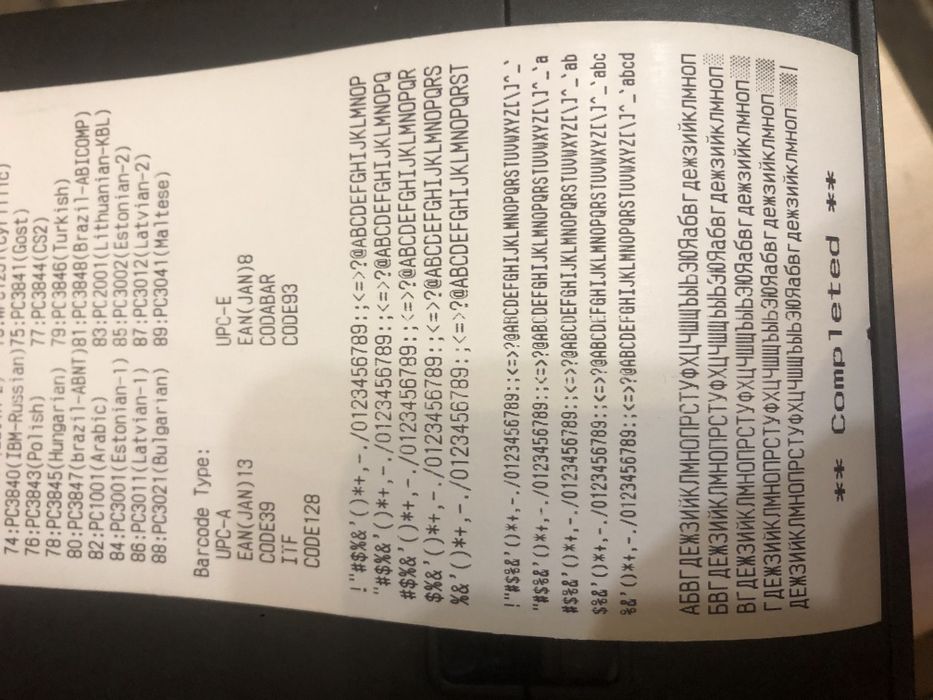 74:PC3840(IBM-Russian)75:PC3841(Gost)
76:PC3843(Polish) 77:PC3844(CS2)
78:PC3845(Hungarian) 79:PC3846(Turkish)
80:PC3847(brazil-ABNT)81:PC3848(Brazil-ABICOMP)
82:PC1001(Arabic) 83:PC2001(Lithuanian-KBL)
84:PC3001(Estonian-1) 85:PC3002(Estonian-2)
86:PC3011(Latvian-1) 87:PC3012(Latvian-2)
88:PC3021(Bulgarian) 89:PC3041(Maltese)
Barcode Type:
UPC-A UPC-E
EAN(JAN)13 EAN(JAN)8
CODE39 CODABAR
ITF CODE93
CODE128
!"#$%&'()*+,-./0123456789:;<=>?@ABCDEFGHIJKLMNOP
"#$%&'()*+,-./0123456789:;<=>?@ABCDEFGHIJKLMNOPQ
#$%&'()*+,-./0123456789:;<=>?@ABCDEFGHIJKLMNOPQR
$%&'()*+,-./0123456789:;<=>?@ABCDEFGHIJKLMNOPQRS
%&'()*+,-./0123456789:;<=>?@ABCDEFGHIJKLMNOPQRST
!"#$%&'()*+,-./0123456789:;<=>?@ABCDEFGHIJKLMNOPQRSTUVWXYZ[\]^_`
"#$%&'()*+,-./0123456789:;<=>?@ABCDEFGHIJKLMNOPQRSTUVWXYZ[\]^_`a
#$%&'()*+,-./0123456789:;<=>?@ABCDEFGHIJKLMNOPQRSTUVWXYZ[\]^_`ab
$%&'()*+,-./0123456789:;<=>?@ABCDEFGHIJKLMNOPQRSTUVWXYZ[\]^_`abc
%&'()*+,-./0123456789:;<=>?@ABCDEFGHIJKLMNOPQRSTUVWXYZ[\]^_`abcd
АБВГДЕЖЗИЙКЛМНОПРСТУФХЦЧШЩЪЫЬЭЮЯабвгдежзийклмноп
БВГДЕЖЗИЙКЛМНОПРСТУФХЦЧШЩЪЫЬЭЮЯабвгдежзийклмноп░
ВГДЕЖЗИЙКЛМНОПРСТУФХЦЧШЩЪЫЬЭЮЯабвгдежзийклмноп░▒
ГДЕЖЗИЙКЛМНОПРСТУФХЦЧШЩЪЫЬЭЮЯабвгдежзийклмноп░▒▓
ДЕЖЗИЙКЛМНОПРСТУФХЦЧШЩЪЫЬЭЮЯабвгдежзийклмноп░▒▓│
** Completed **